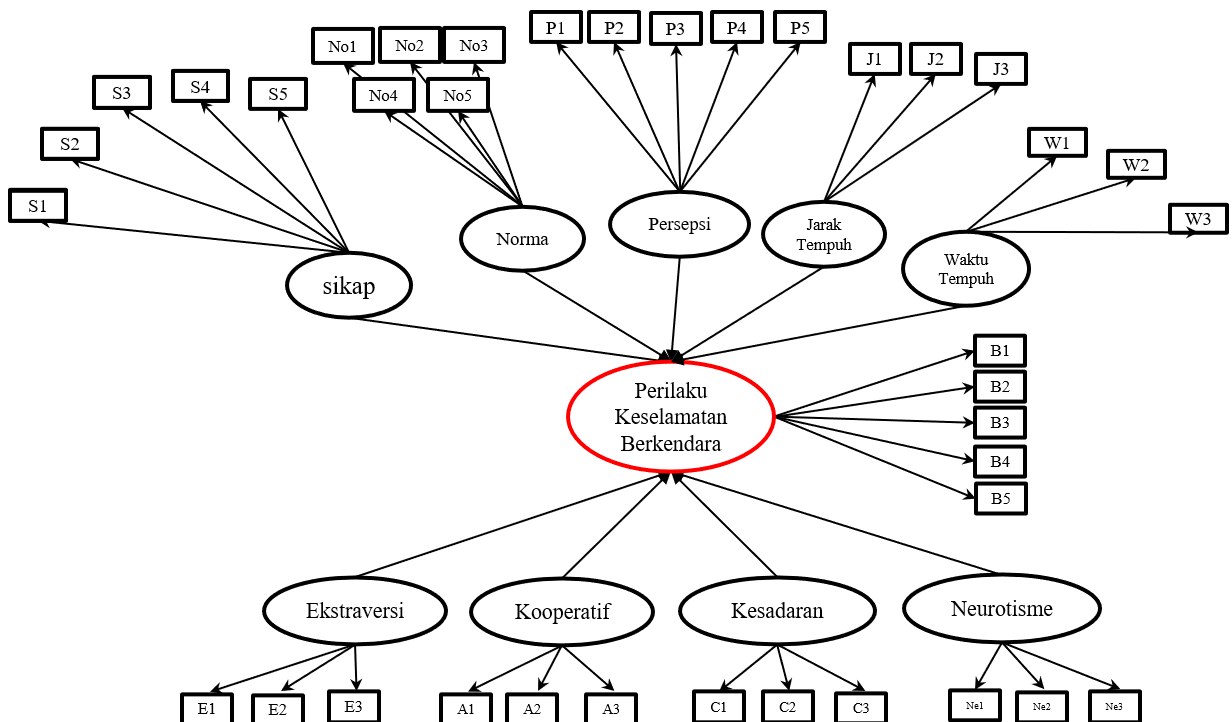 P1 P2 P3 P4 P5
No1 No2 No3
J1 J2 J3
S3 S4 S5
No4 No5
S2
W1
W2
S1
W3
Norma
Persepsi
Jarak
Tempuh
sikap
Waktu
Tempuh
Perilaku
Keselamatan
Berkendara
B1
B2
B3
B4
B5
Ekstraversi Kooperatif Kesadaran Neurotisme
E1 E2 E3 A1 A2 A3 C1 C2 C3 Ne1 Ne2 Ne3